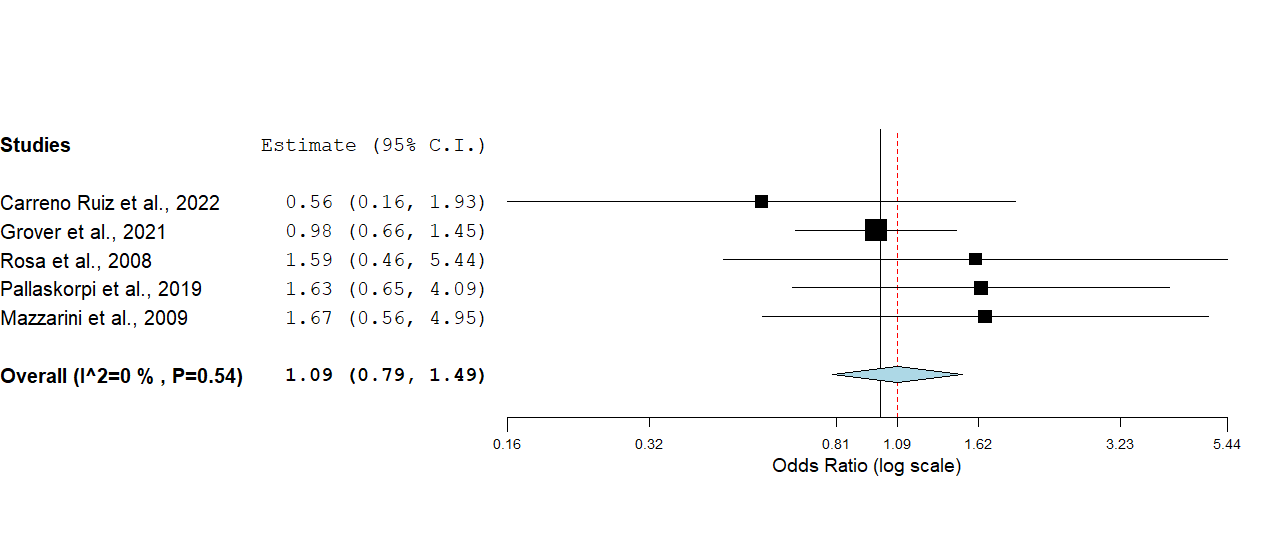 Studies Estimate (95% C.I.)
Carreno Ruiz et al., 2022 0.56 (0.16, 1.93)
Grover et al., 2021 0.98 (0.66, 1.45)
Rosa et al., 2008 1.59 (0.46, 5.44)
Pallaskorpi et al., 2019 1.63 (0.65, 4.09)
Mazzarini et al., 2009 1.67 (0.56, 4.95)
Overall (I^2=0 % , P=0.54) 1.09 (0.79, 1.49)
0.16 0.32 0.81 1.09 1.62 3.23 5.44
Odds Ratio (log scale)